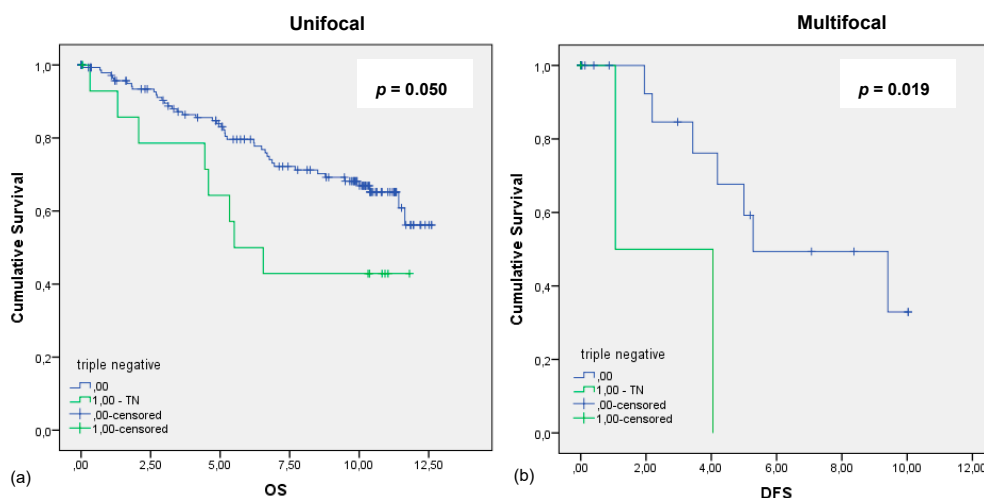 Unifocal
p = 0.050
Cumulative Survival
1,0
0,8
0,6
0,4
0,2
0,0
triple negative
,00
1,00 - TN
,00-censored
1,00-censored
,00
2,50
5,00
7,50
10,00
12,50
(a)
OS
Multifocal
p = 0.019
Cumulative Survival
1,0
0,8
0,6
0,4
0,2
0,0
triple negative
,00
1,00 - TN
,00-censored
1,00-censored
,00
2,00
4,00
6,00
8,00
10,00
12,00
(b)
DFS